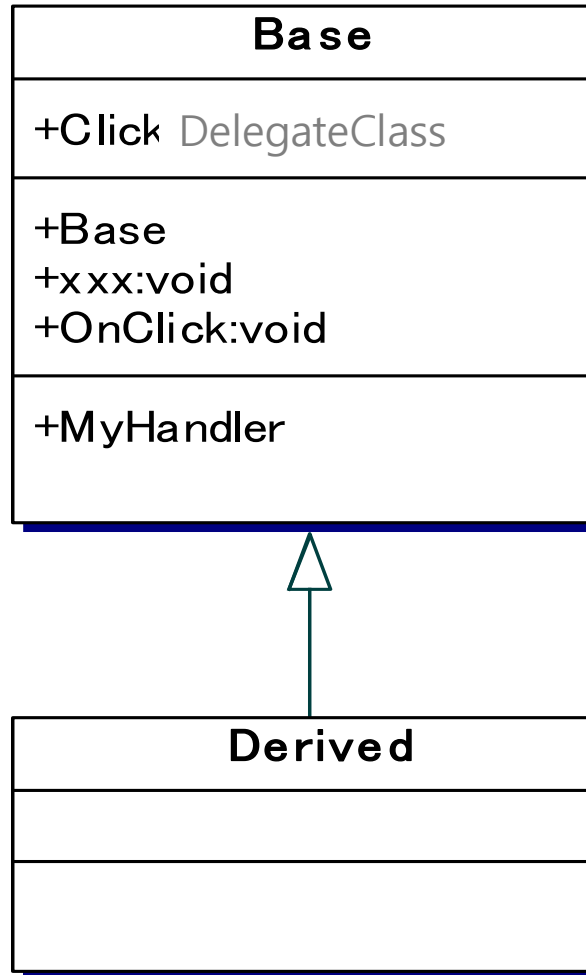 Base
+Click DelegateClass
+Base
+xxx:void
+OnClick:void
+MyHandler
Derived